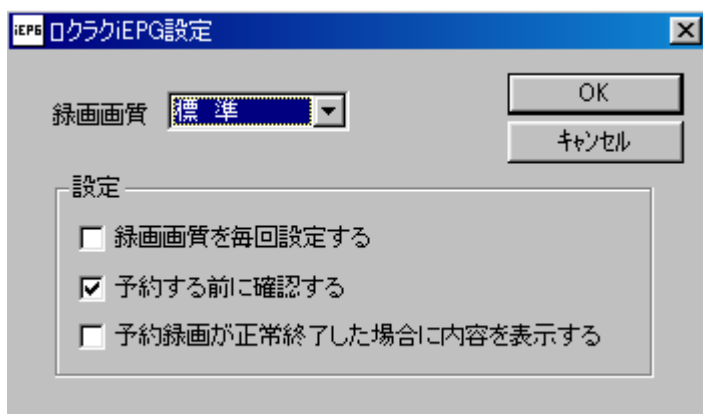 iEPG ロクラクiEPG設定
録画画質 標 準
OK
ｷｬﾝｾﾙ
設定
録画画質を毎回設定する
予約する前に確認する
予約録画が正常終了した場合に内容を表示する